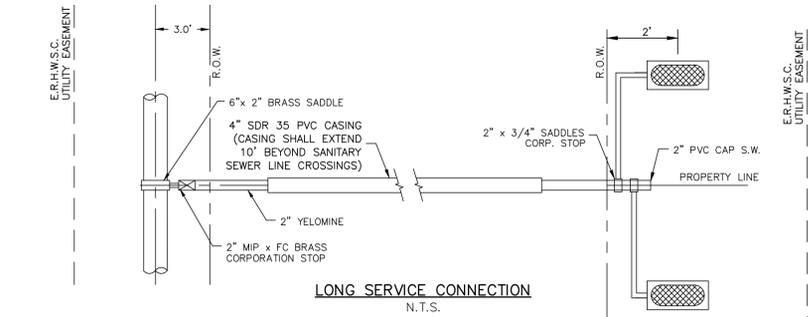 E.R.H.W.S.C.
UTILITY EASEMENT
3.0'
R.O.W.
6"x 2" BRASS SADDLE
4" SDR 35 PVC CASING
(CASING SHALL EXTEND
10' BEYOND SANITARY
SEWER LINE CROSSINGS)
2" YELOMINE
2" MIP x FC BRASS
CORPORATION STOP
R.O.W.
2'
2" x 3/4" SADDLES
CORP. STOP
2" PVC CAP S.W.
PROPERTY LINE
E.R.H.W.S.C.
UTILITY EASEMENT
LONG SERVICE CONNECTION
N.T.S.